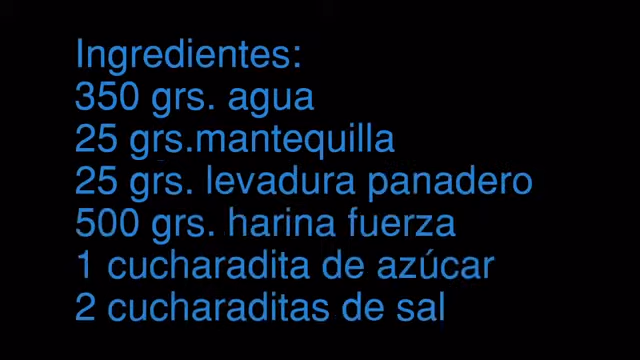 Ingredientes:
350 grs. agua
25 grs.mantequilla
25 grs. levadura panadero
500 grs. harina fuerza
1 cucharadita de azúcar
2 cucharaditas de sal